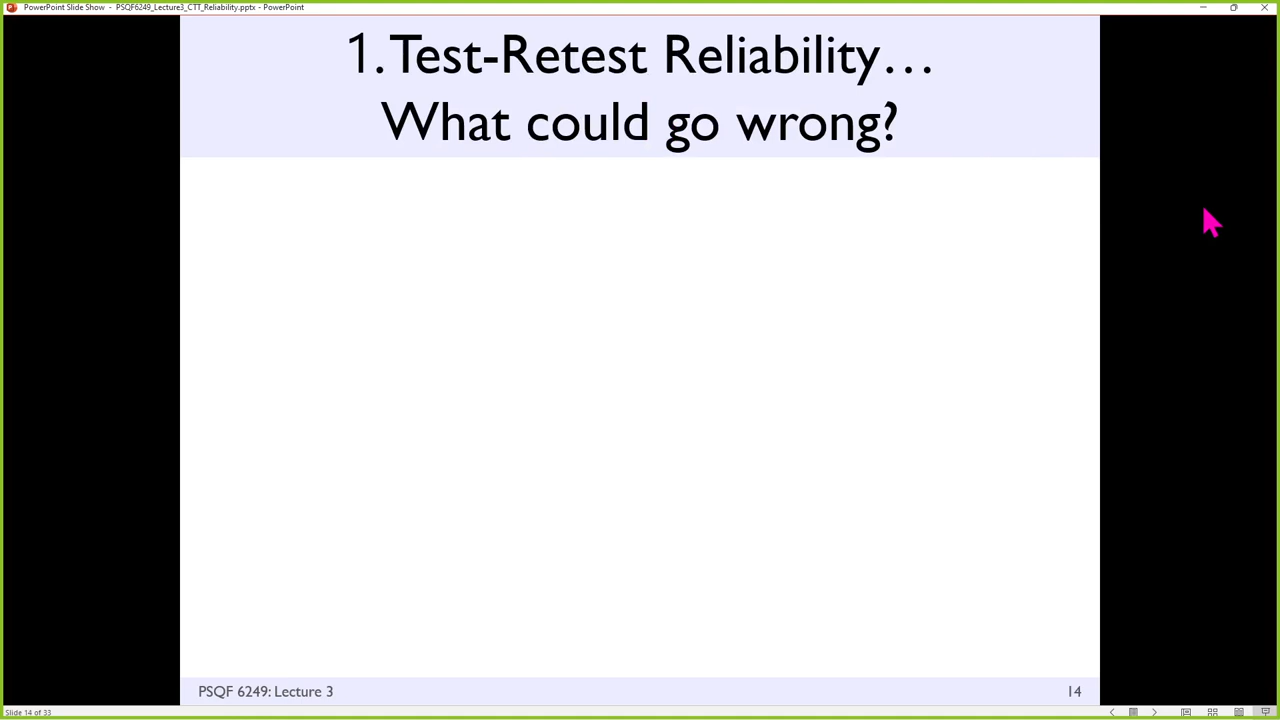 PowerPoint Slide Show - PSQF6249_Lecture3_CTT_Reliability.pptx - PowerPoint
1. Test-Retest Reliability…
What could go wrong?
PSQF 6249: Lecture 3
14
Slide 14 of 33